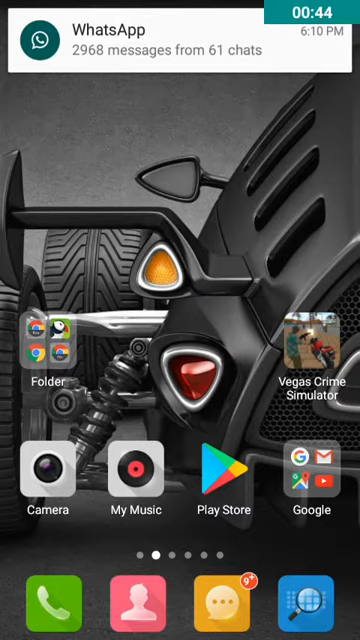 00:44
WhatsApp
6:10 PM
2968 messages from 61 chats
Folder
Vegas Crime
Simulator
Camera
My Music
Play Store
Google
9+